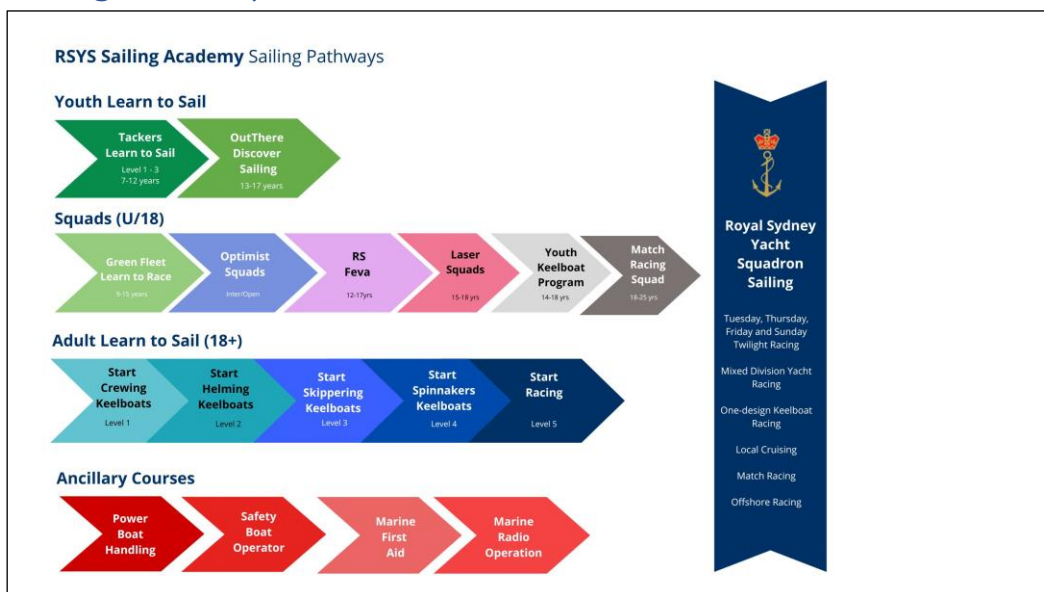 RSYS Sailing Academy Sailing Pathways
Youth Learn to Sail
Tackers
Learn to Sail
Level 1 - 3
7-12 years
OutThere
Discover
Sailing
13-17 years
Squads (U/18)
Green Fleet
Learn to Race
Optimist
Squads
Inter/Open
RS
Feva
12-17yrs
Laser
Squads
15-18 yrs
Youth
Keelboat
Program
14-18 yrs
Match
Racing
Squad
18-25 yrs
Adult Learn to Sail (18+)
Start
Crewing
Keelboats
Level 1
Start
Helming
Keelboats
Level 2
Start
Skippering
Keelboats
Level 3
Start
Spinnakers
Keelboats
Level 4
Start
Racing
Level 5
Ancillary Courses
Power
Boat
Handling
Safety
Boat
Operator
Marine
First
Aid
Marine
Radio
Operation
Royal Sydney
Yacht
Squadron
Sailing
Tuesday, Thursday,
Friday and Sunday
Twilight Racing
Mixed Division Yacht
Racing
One-design Keelboat
Racing
Local Cruising
Match Racing
Offshore Racing